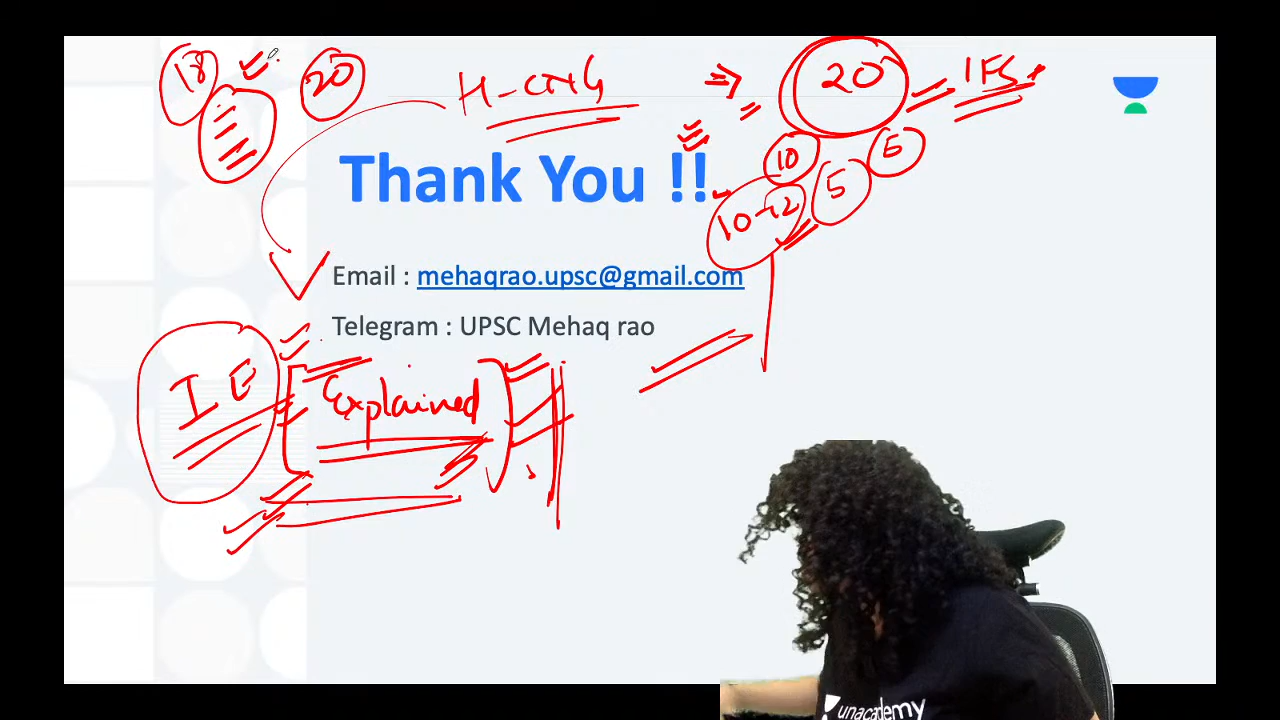 18 20 H-CNG 20 IFS
10 5
Thank You !!
10-12 5
Email : mehaqrao.upsc@gmail.com
Telegram : UPSC Mehaq rao
IE [Explained]
unacademy